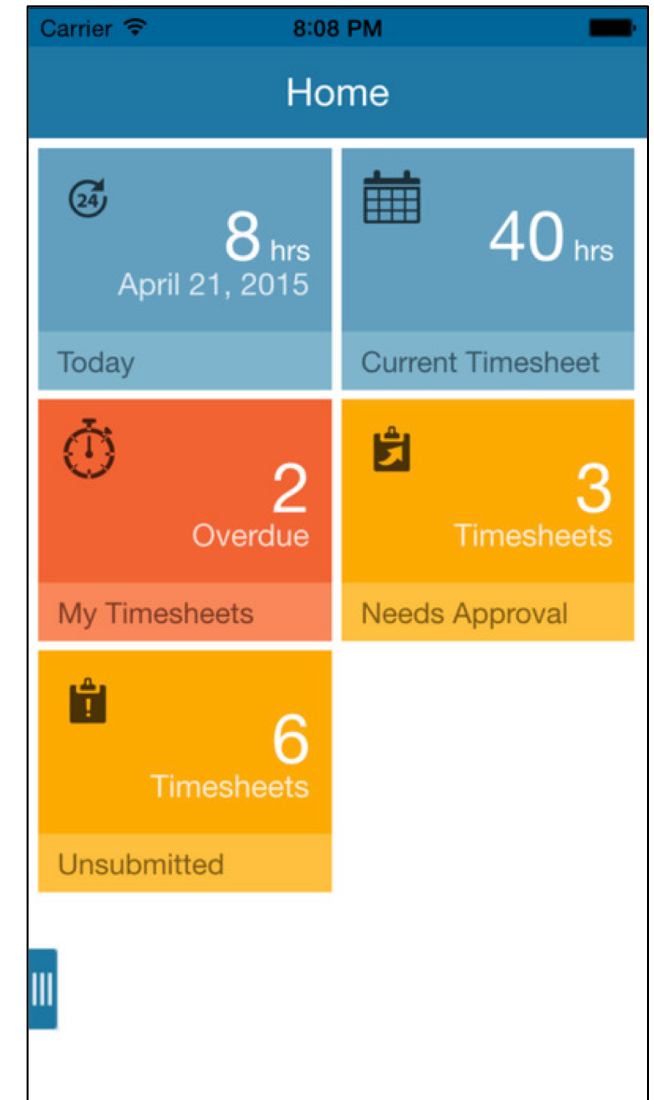 Carrier 8:08 PM
Home
24
8 hrs
April 21, 2015
Today
40 hrs
Current Timesheet
2
Overdue
My Timesheets
3
Timesheets
Needs Approval
6
Timesheets
Unsubmitted